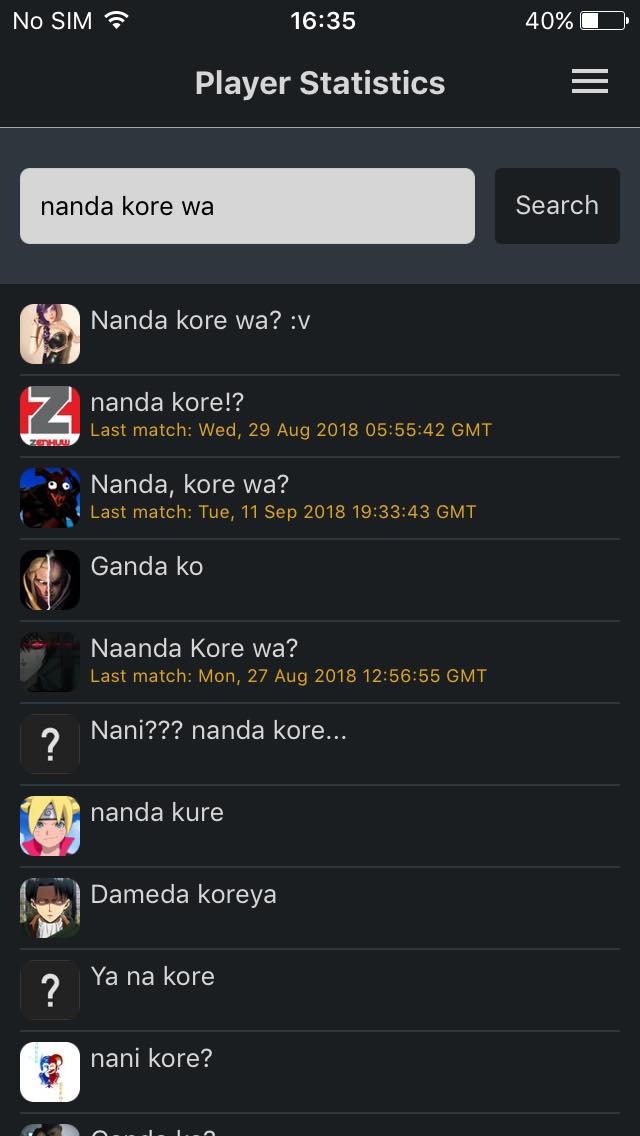 No SIM 16:35 40%
Player Statistics
nanda kore wa Search
Nanda kore wa? :v
Z
ZENHUW
nanda kore!?
Last match: Wed, 29 Aug 2018 05:55:42 GMT
Nanda, kore wa?
Last match: Tue, 11 Sep 2018 19:33:43 GMT
Ganda ko
Naanda Kore wa?
Last match: Mon, 27 Aug 2018 12:56:55 GMT
? Nani??? nanda kore...
nanda kure
Dameda koreya
? Ya na kore
nani kore?